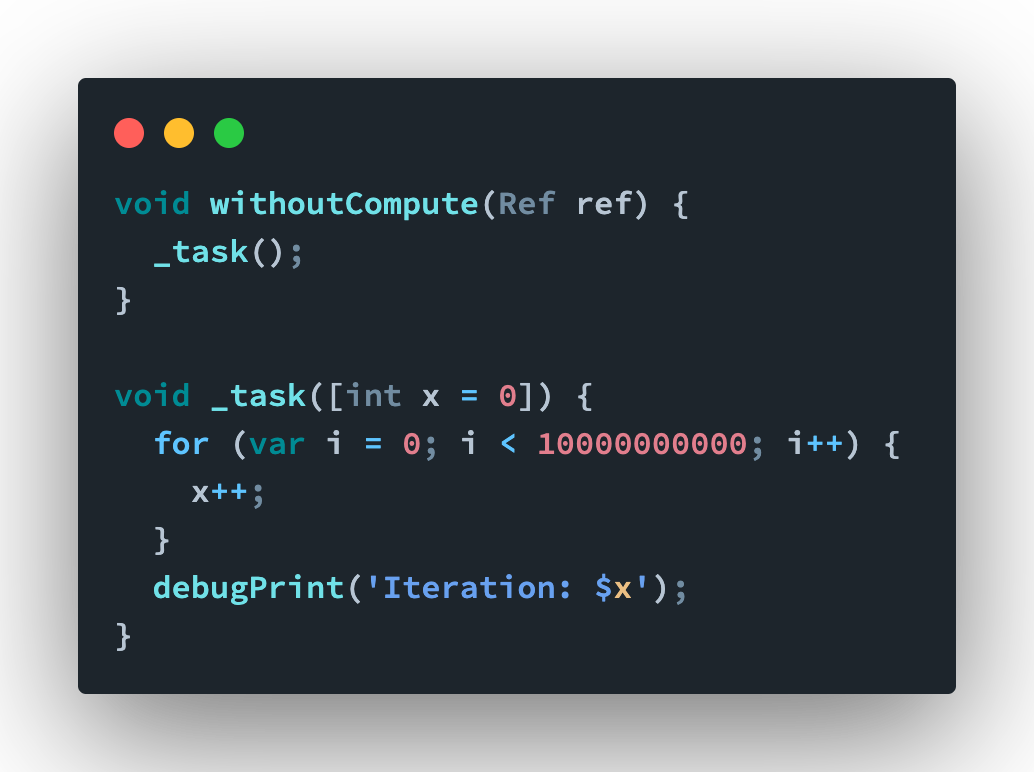 void withoutCompute(Ref ref) {
  _task();
}

void _task([int x = 0]) {
  for (var i = 0; i < 10000000000; i++) {
    x++;
  }
  debugPrint('Iteration: $x');
}